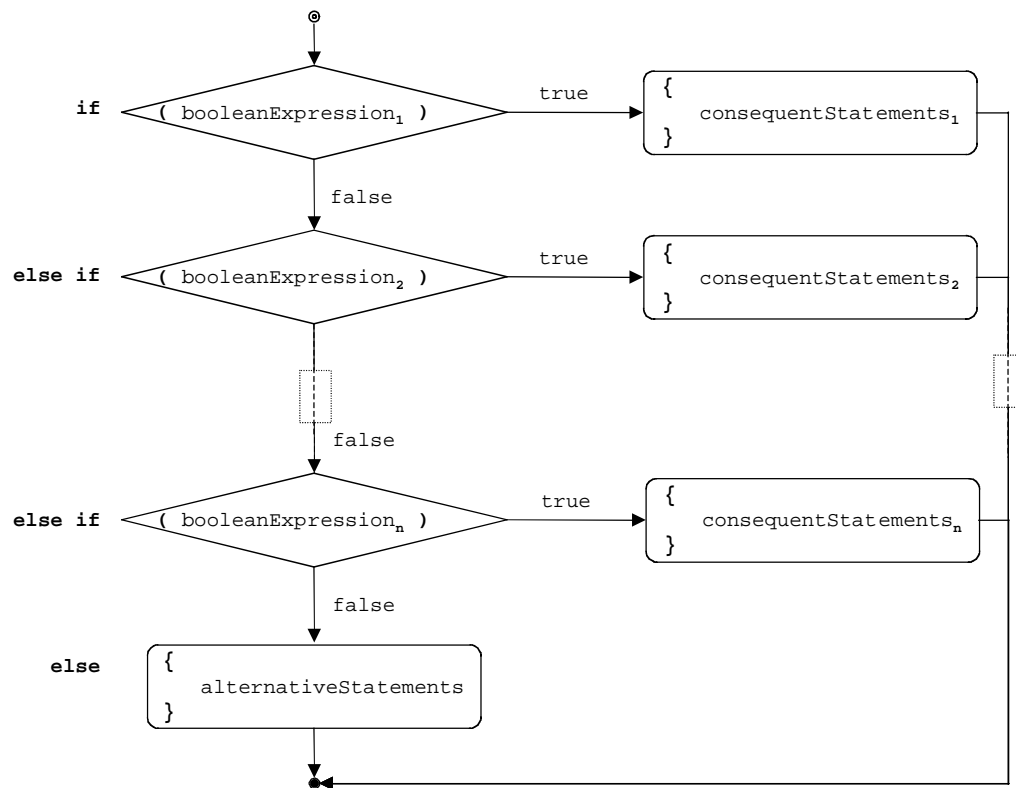 if ( booleanExpression₁ ) true
{
consequentStatements₁
}
false
else if ( booleanExpression₂ ) true
{
consequentStatements₂
}
false
else if ( booleanExpressionₙ ) true
{
consequentStatementsₙ
}
false
else
{
alternativeStatements
}